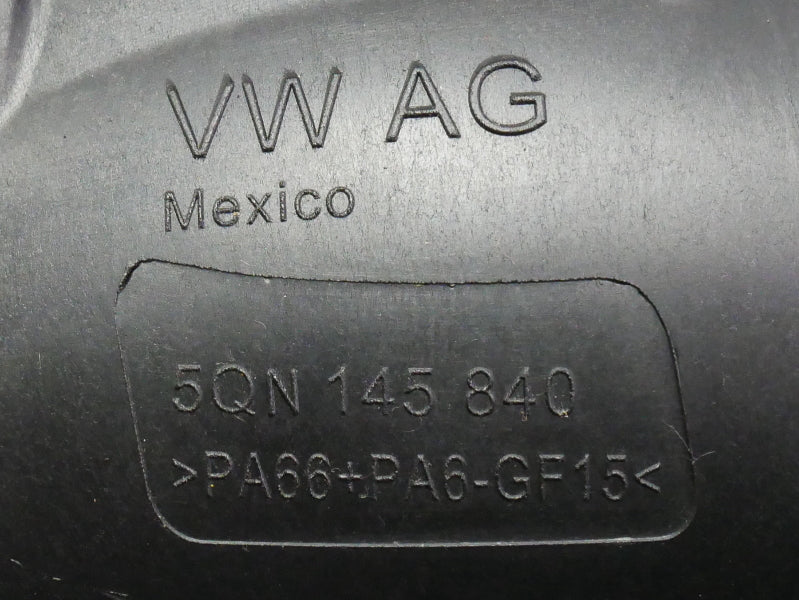 VW AG
Mexico
5QN 145 840
>PA66+PA6-GF15<